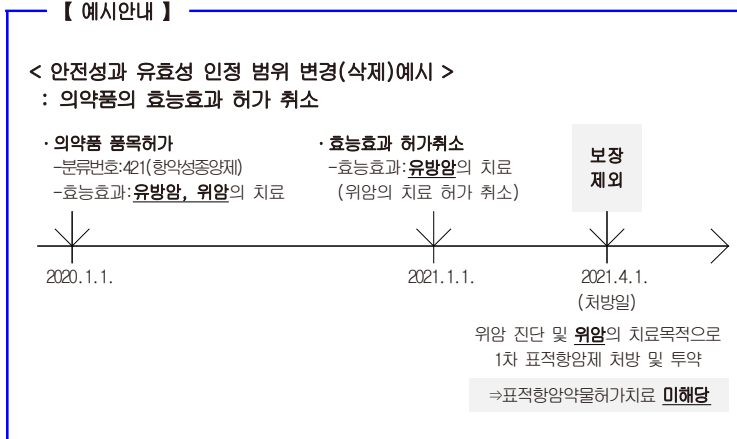 【 예시안내 】
< 안전성과 유효성 인정 범위 변경(삭제)예시 >
: 의약품의 효능효과 허가 취소
· 의약품 품목허가
-분류번호:421(항악성종양제)
-효능효과:유방암, 위암의 치료
· 효능효과 허가취소
-효능효과:유방암의 치료
(위암의 치료 허가 취소)
보장
제외
2020.1.1.
2021.1.1.
2021.4.1.
(처방일)
위암 진단 및 위암의 치료목적으로
1차 표적항암제 처방 및 투약
⇒표적항암약물허가치료 미해당